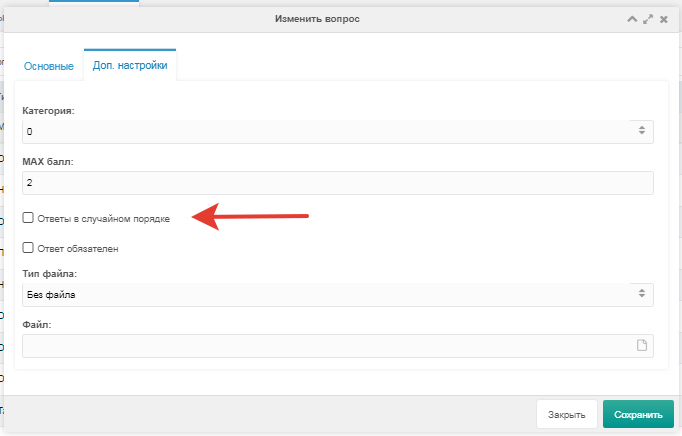 Изменить вопрос
Основные
Доп. настройки
Категория:
0
MAX балл:
2
Ответы в случайном порядке
Ответ обязателен
Тип файла:
Без файла
Файл:
Закрыть
Сохранить